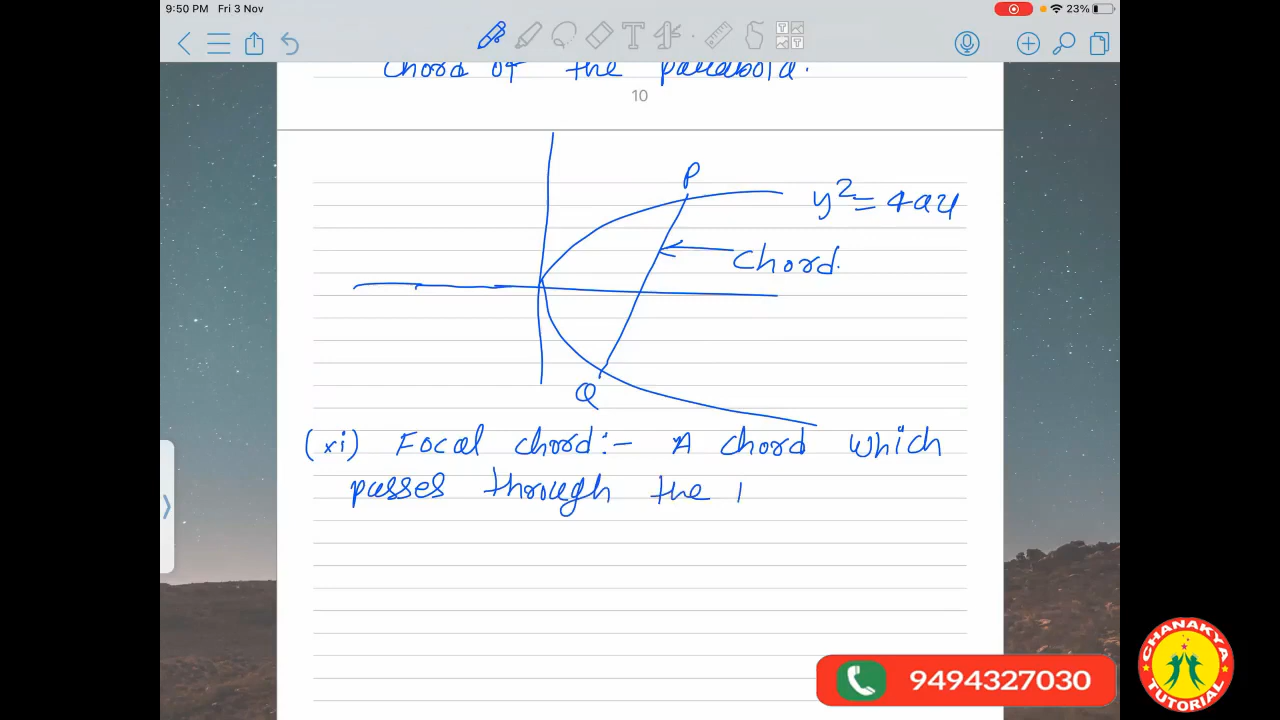 9:50 PM Fri 3 Nov
23%
chord of the parabola.
10
P
y² = 4ax
chord.
Q
(xi) Focal chord:- A chord which
passes through the
9494327030
CHANAKYA
TUTORIAL